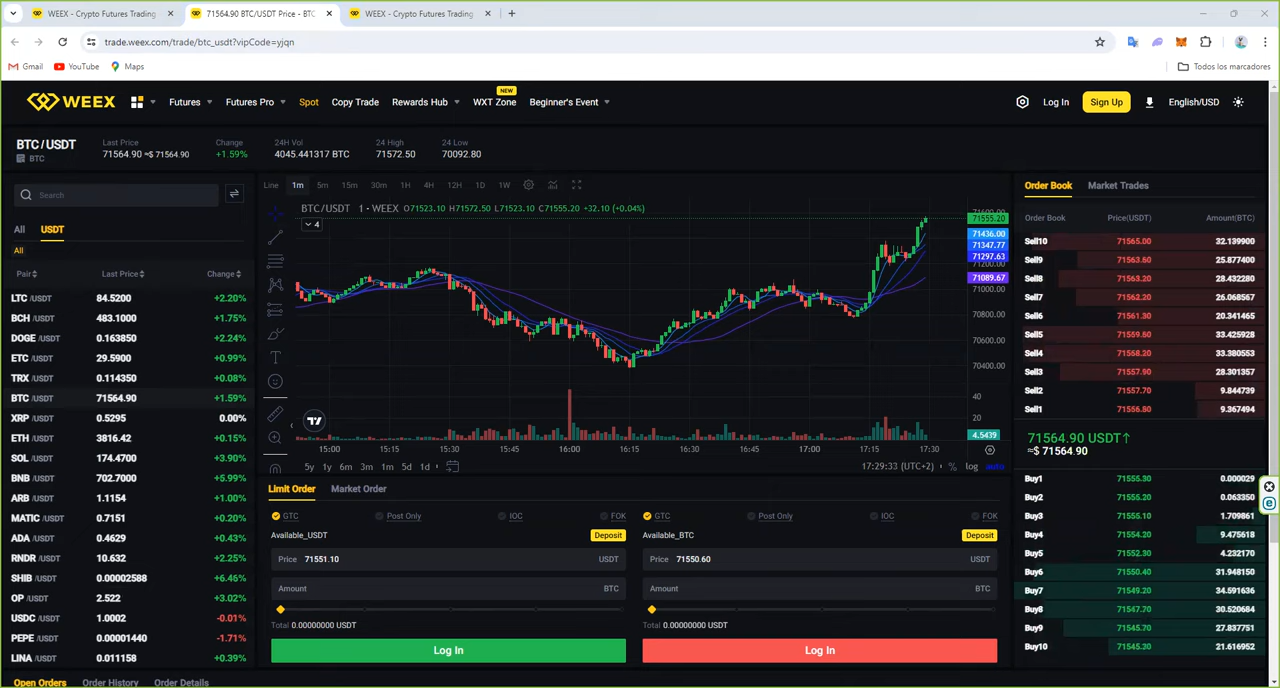 WEEX - Crypto Futures Trading
71564.90 BTC/USDT Price - BTC
WEEX - Crypto Futures Trading
trade.weex.com/trade/btc_usdt?vipCode=yjqn
Gmail YouTube Maps Todos los marcadores
WEEX Futures Futures Pro Spot Copy Trade Rewards Hub WXT Zone NEW Beginner's Event Log In Sign Up English/USD
BTC/USDT
BTC
Last Price
71564.90 ≈$ 71564.90
Change
+1.59%
24H Vol
4045.441317 BTC
24 High
71572.50
24 Low
70092.80
Search
All USDT
All
Pair Last Price Change
LTC /USDT 84.5200 +2.20%
BCH /USDT 483.1000 +1.75%
DOGE /USDT 0.163850 +2.24%
ETC /USDT 29.5900 +0.99%
TRX /USDT 0.114350 +0.08%
BTC /USDT 71564.90 +1.59%
XRP /USDT 0.5295 0.00%
ETH /USDT 3816.42 +0.15%
SOL /USDT 174.4700 +3.90%
BNB /USDT 702.7000 +5.99%
ARB /USDT 1.1154 +1.00%
MATIC /USDT 0.7151 +0.20%
ADA /USDT 0.4629 +0.43%
RNDR /USDT 10.632 +2.25%
SHIB /USDT 0.00002588 +6.46%
OP /USDT 2.522 +3.02%
USDC /USDT 1.0002 -0.01%
PEPE /USDT 0.00001440 -1.71%
LINA /USDT 0.011158 +0.39%
Open Orders Order History Order Details
Line 1m 5m 15m 30m 1H 4H 12H 1D 1W
BTC/USDT · 1 · WEEX O71523.10 H71572.50 L71523.10 C71555.20 +32.10 (+0.04%)
4
71555.20
71436.00
71347.77
71297.63
71200.00
71089.67
71000.00
70800.00
70600.00
70400.00
40
20
4.5439
15:00 15:15 15:30 15:45 16:00 16:15 16:30 16:45 17:00 17:15 17:30
5y 1y 6m 3m 1m 5d 1d 17:29:33 (UTC+2) % log auto
Limit Order Market Order
GTC Post Only IOC FOK
Available_USDT Deposit
Price 71551.10 USDT
Amount BTC
Total 0.00000000 USDT
Log In
GTC Post Only IOC FOK
Available_BTC Deposit
Price 71550.60 USDT
Amount BTC
Total 0.00000000 USDT
Log In
Order Book Market Trades
Order Book Price(USDT) Amount(BTC)
Sell10 71565.00 32.139900
Sell9 71563.60 25.877400
Sell8 71563.20 28.432280
Sell7 71562.20 26.068567
Sell6 71561.30 20.341465
Sell5 71559.60 33.425928
Sell4 71558.20 33.380553
Sell3 71557.90 28.301357
Sell2 71557.70 9.844739
Sell1 71556.80 9.367494
71564.90 USDT↑
≈$ 71564.90
Buy1 71555.30 0.000029
Buy2 71555.20 0.063350
Buy3 71555.10 1.709861
Buy4 71554.20 9.475618
Buy5 71552.30 4.232170
Buy6 71550.40 31.948150
Buy7 71549.20 34.591636
Buy8 71547.70 30.520684
Buy9 71545.70 27.837751
Buy10 71545.30 21.616952